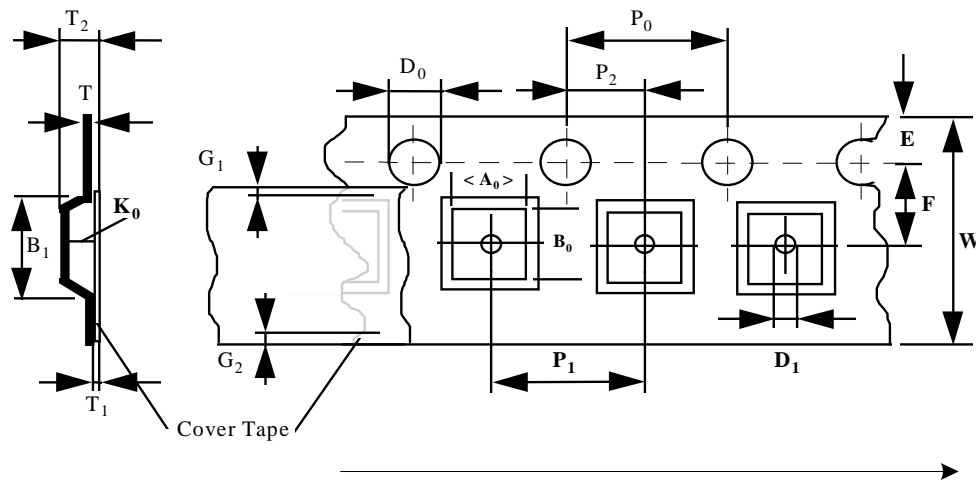 T₂
P₀
D₀
P₂
T
E
G₁
< A₀ >
K₀
F
B₁
B₀
W
G₂
P₁
D₁
T₁
Cover Tape